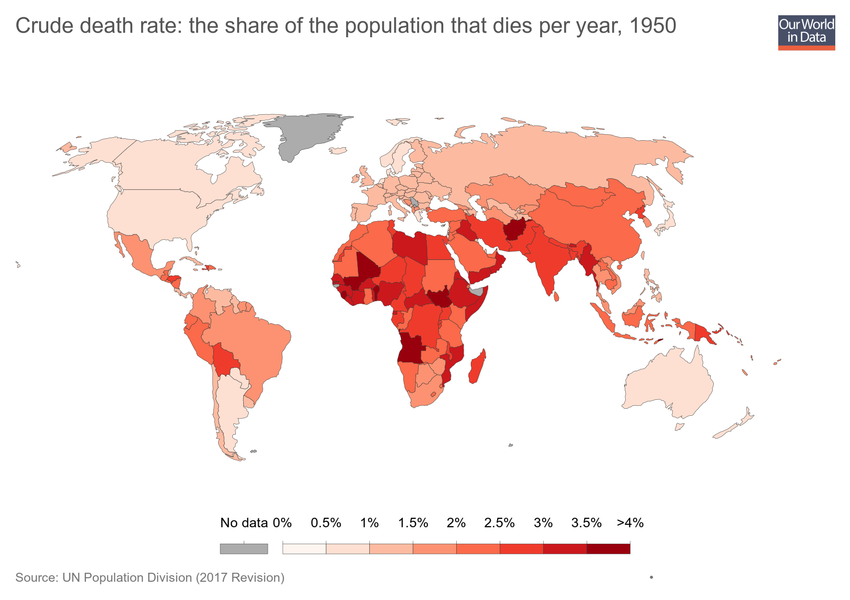 Crude death rate: the share of the population that dies per year, 1950
Our World
in Data
No data 0% 0.5% 1% 1.5% 2% 2.5% 3% 3.5% >4%
Source: UN Population Division (2017 Revision)